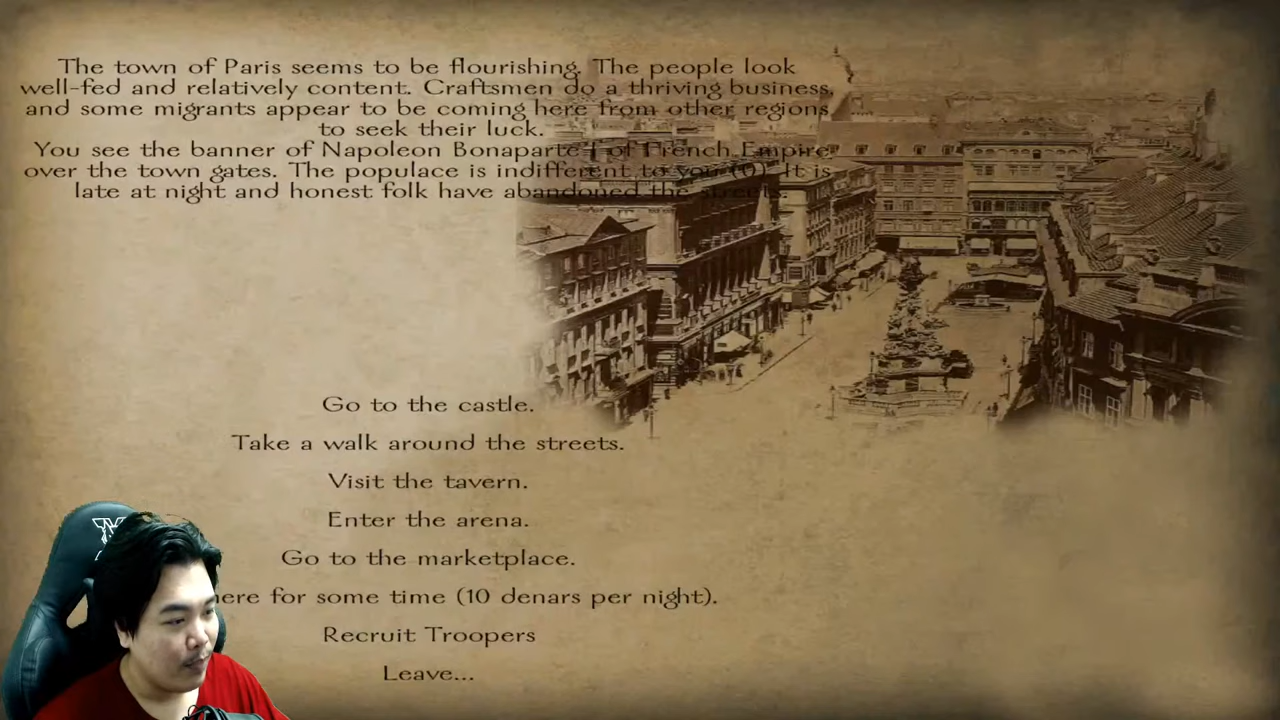 The town of Paris seems to be flourishing. The people look
well-fed and relatively content. Craftsmen do a thriving business,
and some migrants appear to be coming here from other regions
to seek their luck.
You see the banner of Napoleon Bonaparte I of French Empire
over the town gates. The populace is indifferent to you (0). It is
late at night and honest folk have abandoned the streets.
Go to the castle.
Take a walk around the streets.
Visit the tavern.
Enter the arena.
Go to the marketplace.
here for some time (10 denars per night).
Recruit Troopers
Leave...